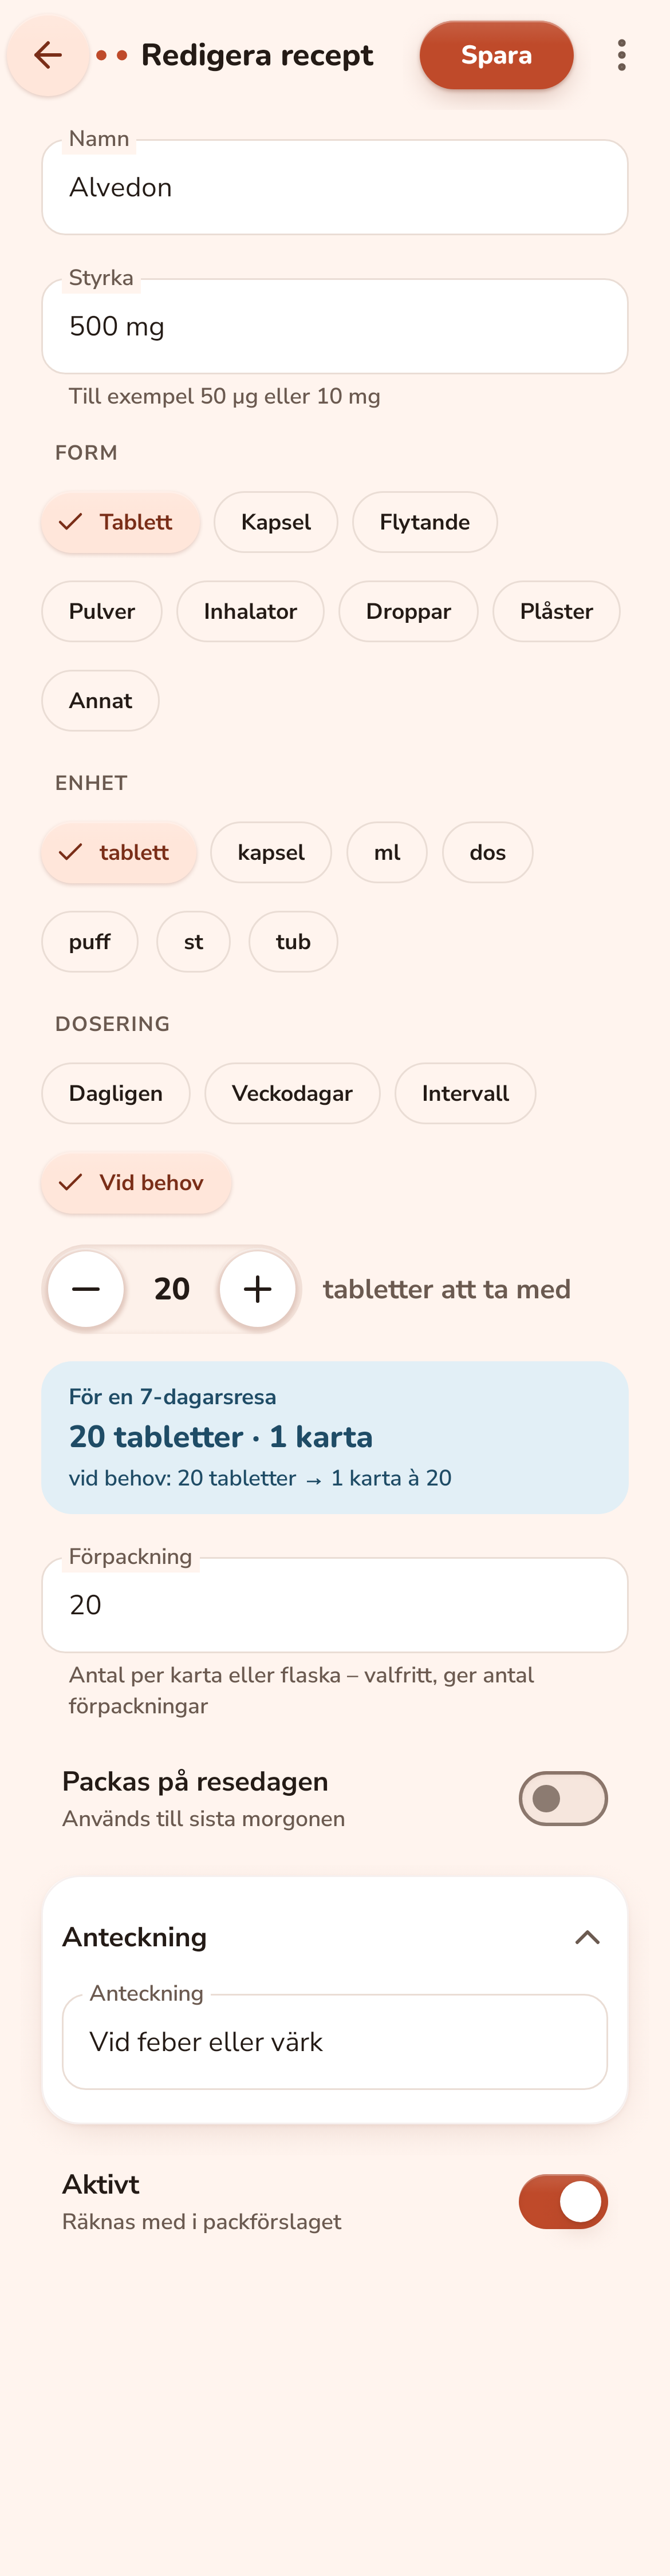 Redigera recept
Spara
Namn
Alvedon
Styrka
500 mg
Till exempel 50 µg eller 10 mg
FORM
Tablett
Kapsel
Flytande
Pulver
Inhalator
Droppar
Plåster
Annat
ENHET
tablett
kapsel
ml
dos
puff
st
tub
DOSERING
Dagligen
Veckodagar
Intervall
Vid behov
20
tabletter att ta med
För en 7-dagarsresa
20 tabletter · 1 karta
vid behov: 20 tabletter → 1 karta à 20
Förpackning
20
Antal per karta eller flaska – valfritt, ger antal
förpackningar
Packas på resedagen
Används till sista morgonen
Anteckning
Anteckning
Vid feber eller värk
Aktivt
Räknas med i packförslaget